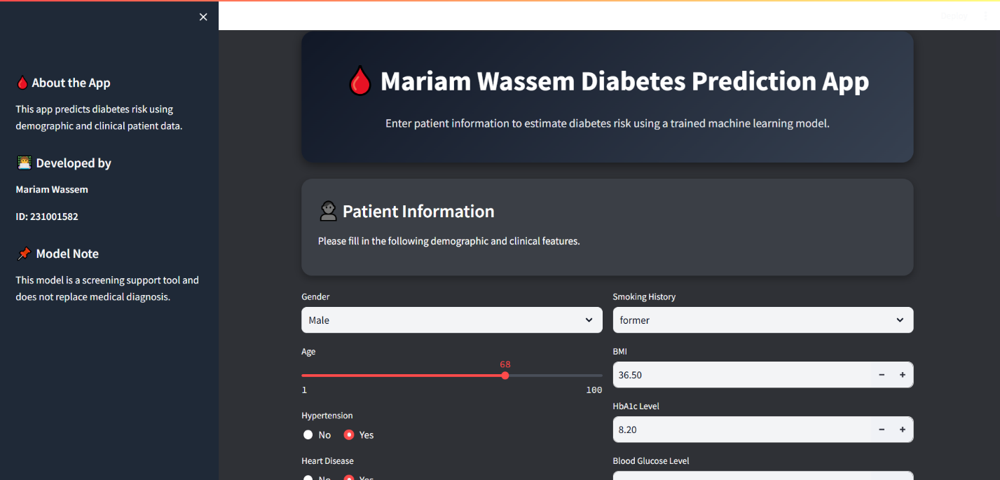 About the App
This app predicts diabetes risk using
demographic and clinical patient data.
Developed by
Mariam Wassem
ID: 231001582
Model Note
This model is a screening support tool and
does not replace medical diagnosis.
Mariam Wassem Diabetes Prediction App
Enter patient information to estimate diabetes risk using a trained machine learning model.
Patient Information
Please fill in the following demographic and clinical features.
Gender
Male
Age
68
1 100
Hypertension
No Yes
Heart Disease
No Yes
Smoking History
former
BMI
36.50
HbA1c Level
8.20
Blood Glucose Level